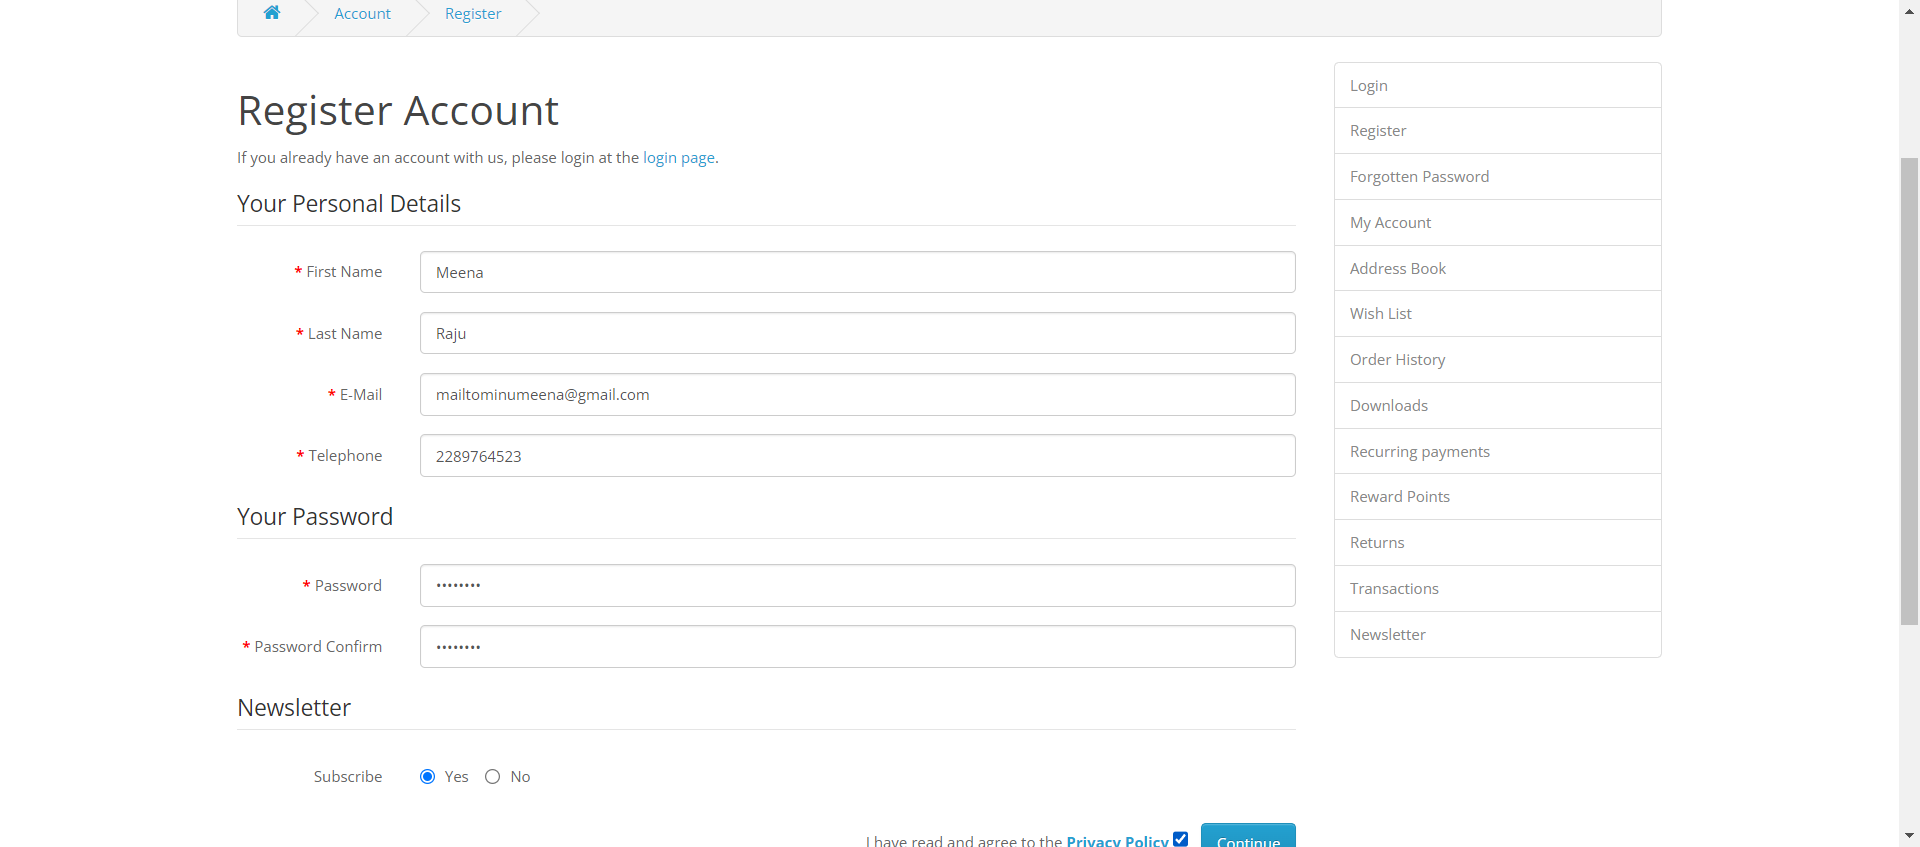 Account
Register
Register Account
If you already have an account with us, please login at the login page.
Your Personal Details
* First Name
Meena
* Last Name
Raju
* E-Mail
mailtominumeena@gmail.com
* Telephone
2289764523
Your Password
* Password
••••••••
* Password Confirm
••••••••
Newsletter
Subscribe
Yes
No
I have read and agree to the Privacy Policy
Continue
Login
Register
Forgotten Password
My Account
Address Book
Wish List
Order History
Downloads
Recurring payments
Reward Points
Returns
Transactions
Newsletter